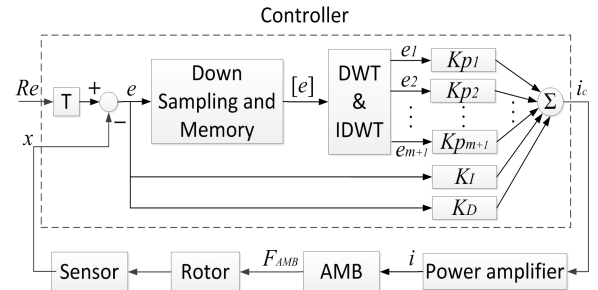 Controller
Re
T
+
−
e
x
Down
Sampling and
Memory
[e]
DWT
&
IDWT
e1
e2
em+1
Kp1
Kp2
Kpm+1
KI
KD
Σ
ic
Sensor
Rotor
FAMB
AMB
i
Power amplifier